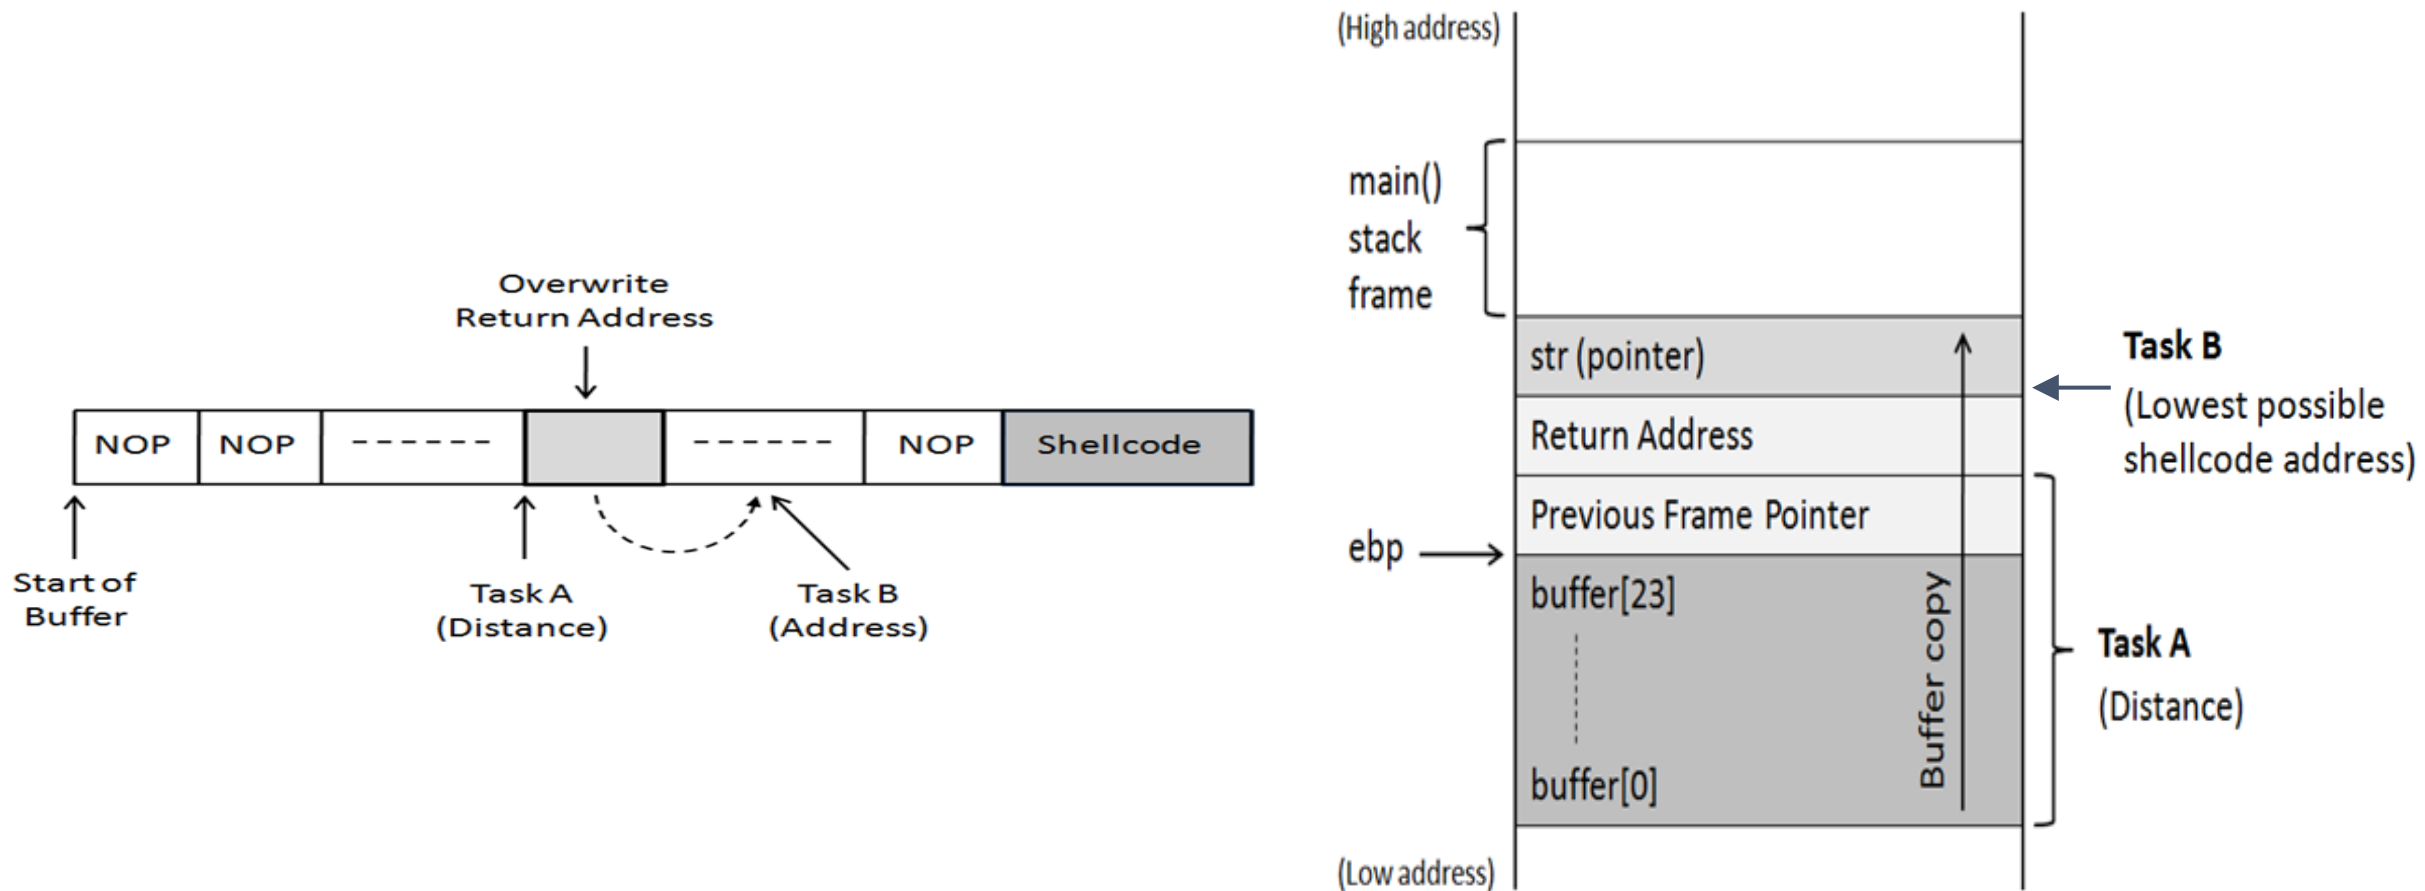 Overwrite
Return Address
NOP
NOP
NOP
Shellcode
Start of
Buffer
Task A
(Distance)
Task B
(Address)
(High address)
main()
stack
frame
str (pointer)
Return Address
Previous Frame Pointer
ebp
buffer[23]
buffer[0]
Buffer copy
(Low address)
Task B
(Lowest possible
shellcode address)
Task A
(Distance)